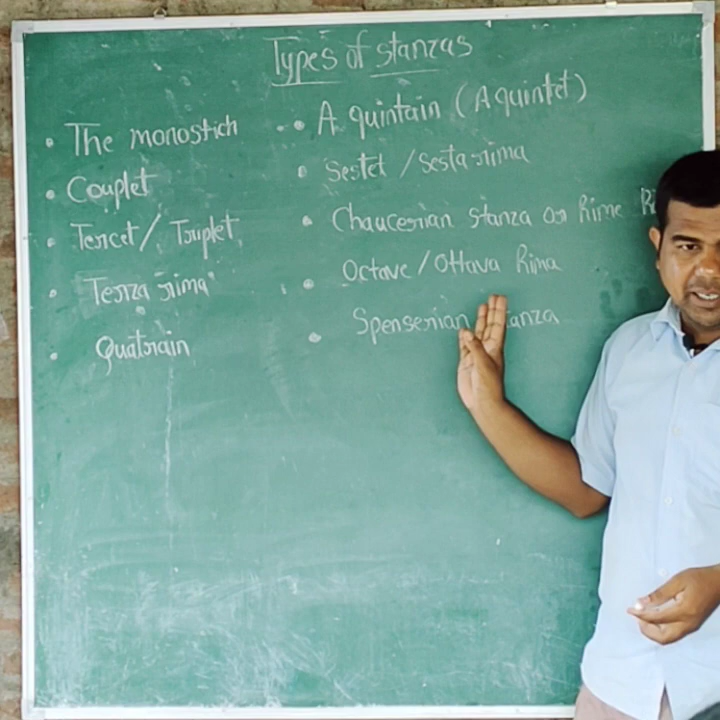 Types of stanzas
• The monostich
• Couplet
• Tercet / Triplet
• Terza rima
• Quatrain
• A quintain (A quintet)
• Sestet / Sesta rima
• Chaucerian stanza or Rime
• Octave / Ottava Rima
• Spenserian